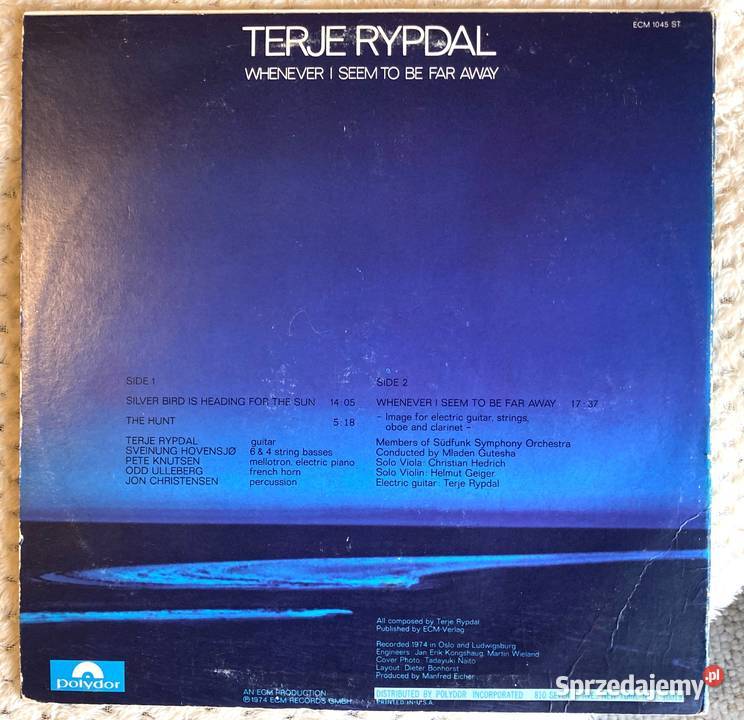 ECM 1045 ST
TERJE RYPDAL
WHENEVER I SEEM TO BE FAR AWAY
SIDE 1
SILVER BIRD IS HEADING FOR THE SUN 14:05
THE HUNT 5:18
TERJE RYPDAL guitar
SVEINUNG HOVENSJØ 6 & 4 string basses
PETE KNUTSEN mellotron, electric piano
ODD ULLEBERG french horn
JON CHRISTENSEN percussion
SIDE 2
WHENEVER I SEEM TO BE FAR AWAY 17:37
– Image for electric guitar, strings,
oboe and clarinet –
Members of Südfunk Symphony Orchestra
Conducted by Mladen Gutesha
Solo Viola: Christian Hedrich
Solo Violin: Helmut Geiger
Electric guitar: Terje Rypdal
All composed by Terje Rypdal
Published by ECM-Verlag
Recorded 1974 in Oslo and Ludwigsburg
Engineers: Jan Erik Kongshaug, Martin Wieland
Cover Photo: Tadayuki Naito
Layout: Dieter Bonhorst
Produced by Manfred Eicher
polydor
AN ECM PRODUCTION
℗ 1974 ECM RECORDS GMBH
DISTRIBUTED BY POLYDOR INCORPORATED 810
PRINTED IN U.S.A.
Sprzedajemy.pl